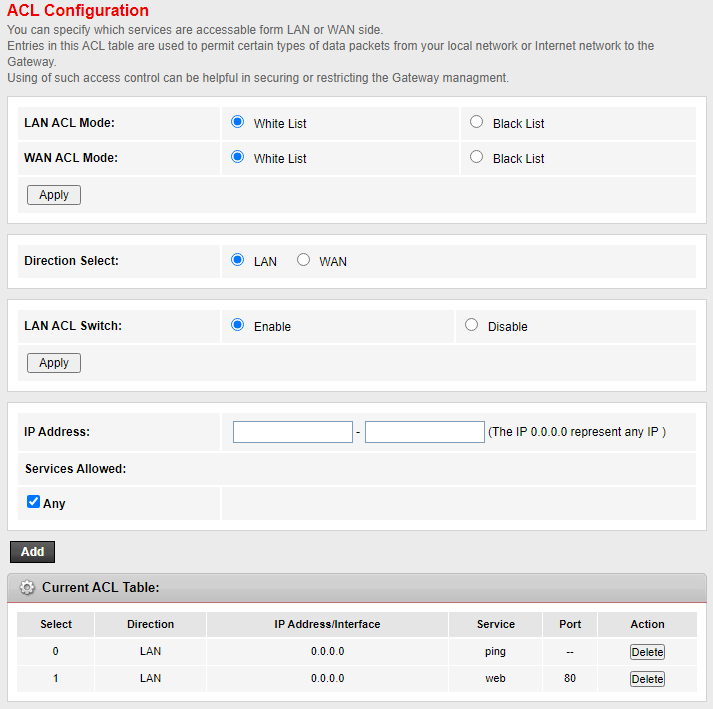 ACL Configuration
You can specify which services are accessable form LAN or WAN side.
Entries in this ACL table are used to permit certain types of data packets from your local network or Internet network to the
Gateway.
Using of such access control can be helpful in securing or restricting the Gateway managment.
LAN ACL Mode: White List Black List
WAN ACL Mode: White List Black List
Apply
Direction Select: LAN WAN
LAN ACL Switch: Enable Disable
Apply
IP Address: - (The IP 0.0.0.0 represent any IP )
Services Allowed:
Any
Add
Current ACL Table:
Select Direction IP Address/Interface Service Port Action
0 LAN 0.0.0.0 ping -- Delete
1 LAN 0.0.0.0 web 80 Delete